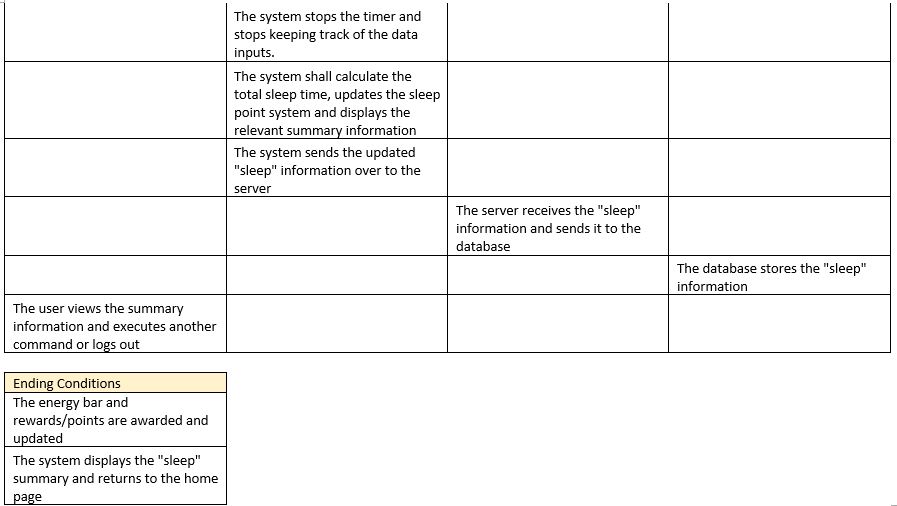 The system stops the timer and
stops keeping track of the data
inputs.
The system shall calculate the
total sleep time, updates the sleep
point system and displays the
relevant summary information
The system sends the updated
"sleep" information over to the
server
The server receives the "sleep"
information and sends it to the
database
The database stores the "sleep"
information
The user views the summary
information and executes another
command or logs out
Ending Conditions
The energy bar and
rewards/points are awarded and
updated
The system displays the "sleep"
summary and returns to the home
page